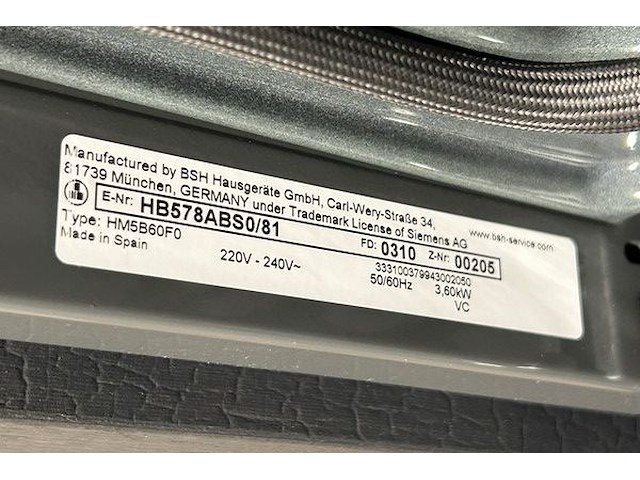 Manufactured by BSH Hausgeräte GmbH, Carl-Wery-Straße 34,
81739 München, GERMANY under Trademark License of Siemens AG
www.bsh-service.com
E-Nr: HB578ABS0/81 FD: 0310 Z-Nr: 00205
Type: HM5B60F0 333100379943002050
Made in Spain 220V - 240V~ 50/60Hz 3,60kW
VC